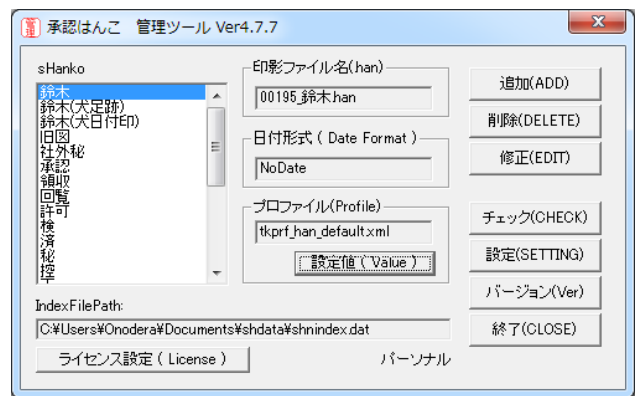 承認はんこ 管理ツール Ver4.7.7
sHanko
鈴木
鈴木(犬足跡)
鈴木(犬日付印)
旧図
社外秘
承認
領収
回覧
許可
検
済
秘
控
印影ファイル名(han)
00195_鈴木.han
日付形式 ( Date Format )
NoDate
プロファイル(Profile)
tkprf_han_default.xml
設定値 ( Value )
追加(ADD)
削除(DELETE)
修正(EDIT)
チェック(CHECK)
設定(SETTING)
バージョン(Ver)
終了(CLOSE)
IndexFilePath:
C:¥Users¥Onodera¥Documents¥shdata¥shnindex.dat
ライセンス設定 ( License )
パーソナル